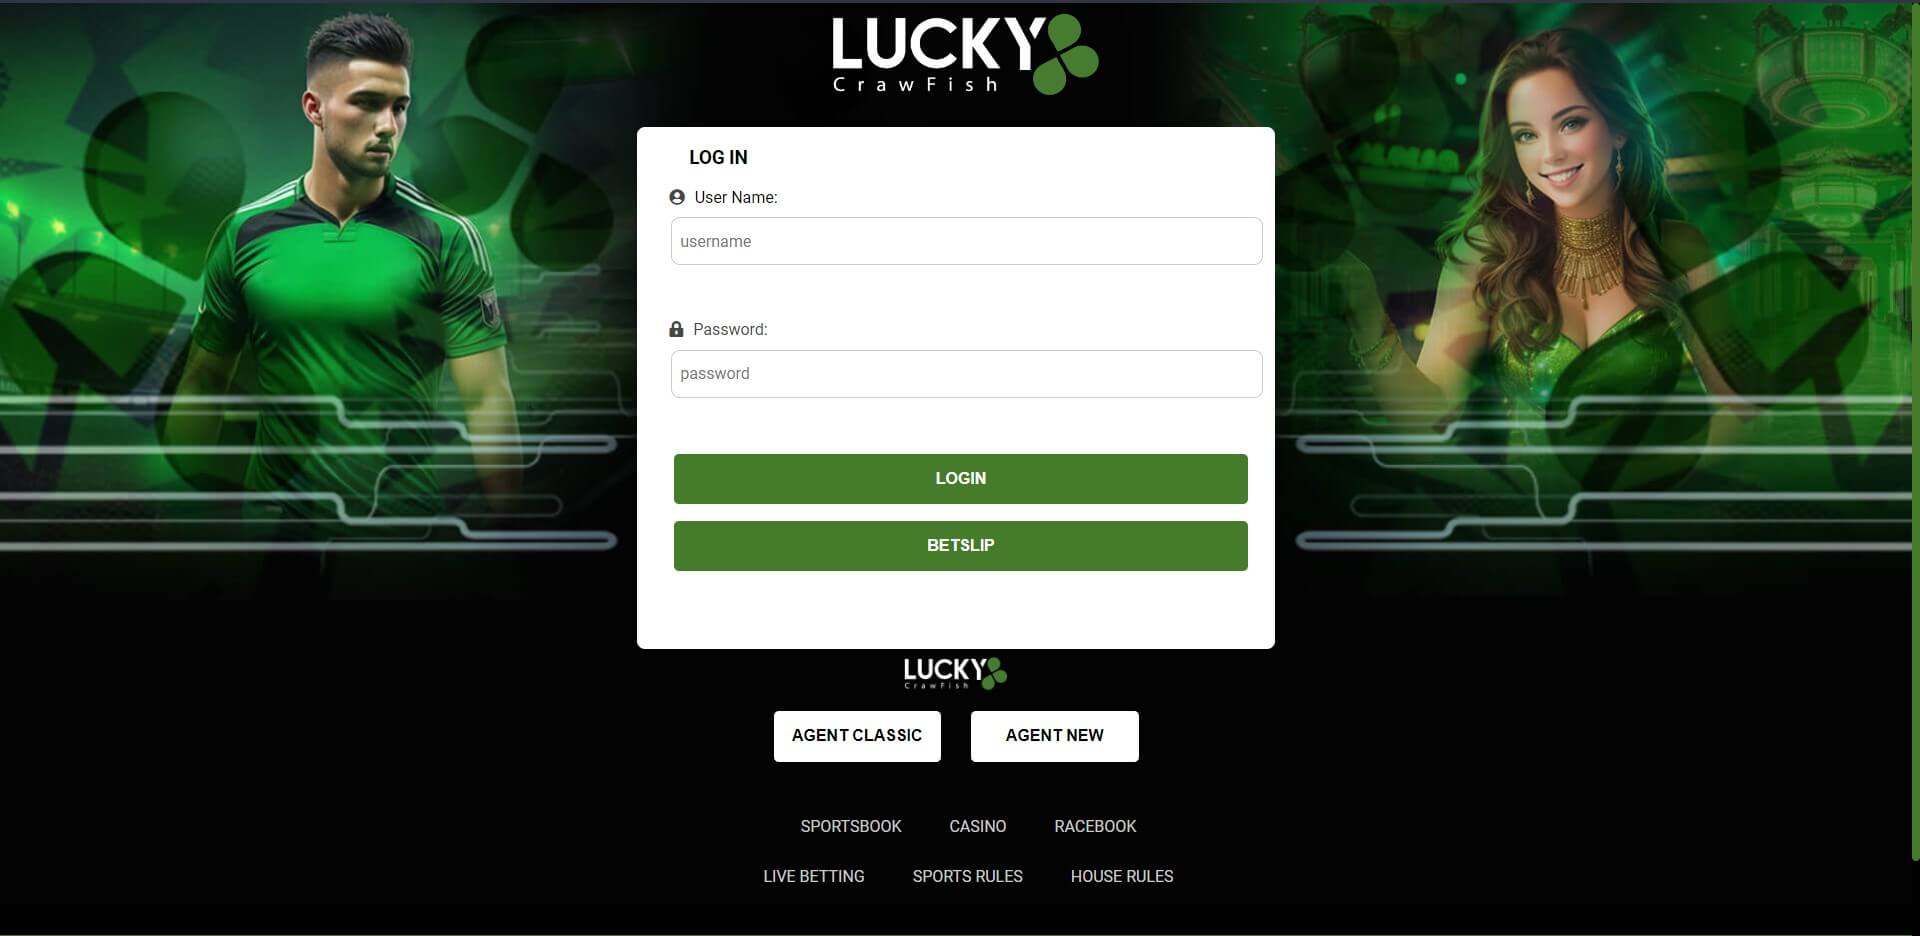 LUCKY
CrawFish
LOG IN
User Name:
username
Password:
password
LOGIN
BETSLIP
LUCKY
CrawFish
AGENT CLASSIC AGENT NEW
SPORTSBOOK CASINO RACEBOOK
LIVE BETTING SPORTS RULES HOUSE RULES